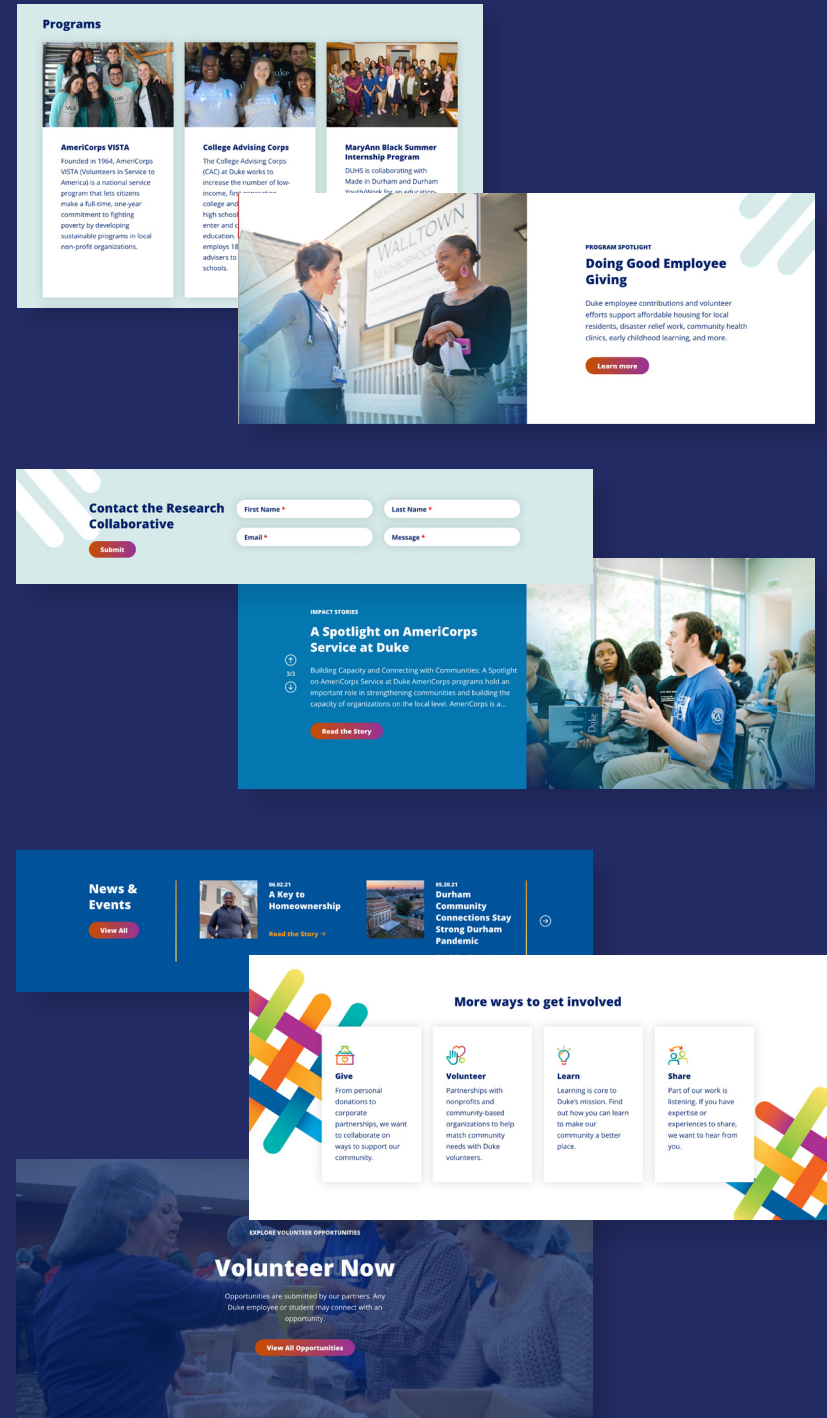 Programs
AmeriCorps VISTA
Founded in 1964, AmeriCorps
VISTA (Volunteers in Service to
America) is a national service
program that lets citizens
make a full-time, one-year
commitment to fighting
poverty by developing
sustainable programs in local
non-profit organizations.
College Advising Corps
The College Advising Corps
(CAC) at Duke works to
increase the number of low-
income, first generation
college and
high school
enter and c
education.
employs 18
advisers to
schools.
MaryAnn Black Summer
Internship Program
DUHS is collaborating with
Made in Durham and Durham
YouthWork for an education-
WALLTOWN
NEIGHBORHOOD CLINIC
PROGRAM SPOTLIGHT
Doing Good Employee
Giving
Duke employee contributions and volunteer
efforts support affordable housing for local
residents, disaster relief work, community health
clinics, early childhood learning, and more.
Learn more
Contact the Research
Collaborative
Submit
First Name *
Last Name *
Email *
Message *
IMPACT STORIES
A Spotlight on AmeriCorps
Service at Duke
3/3
Building Capacity and Connecting with Communities: A Spotlight
on AmeriCorps Service at Duke AmeriCorps programs hold an
important role in strengthening communities and building the
capacity of organizations on the local level. AmeriCorps is a...
Read the Story
Duke
News &
Events
View All
06.02.21
A Key to
Homeownership
Read the Story →
05.20.21
Durham
Community
Connections Stay
Strong Durham
Pandemic
More ways to get involved
Give
From personal
donations to
corporate
partnerships, we want
to collaborate on
ways to support our
community.
Volunteer
Partnerships with
nonprofits and
community-based
organizations to help
match community
needs with Duke
volunteers.
Learn
Learning is core to
Duke's mission. Find
out how you can learn
to make our
community a better
place.
Share
Part of our work is
listening. If you have
expertise or
experiences to share,
we want to hear from
you.
EXPLORE VOLUNTEER OPPORTUNITIES
Volunteer Now
Opportunities are submitted by our partners. Any
Duke employee or student may connect with an
opportunity.
View All Opportunities